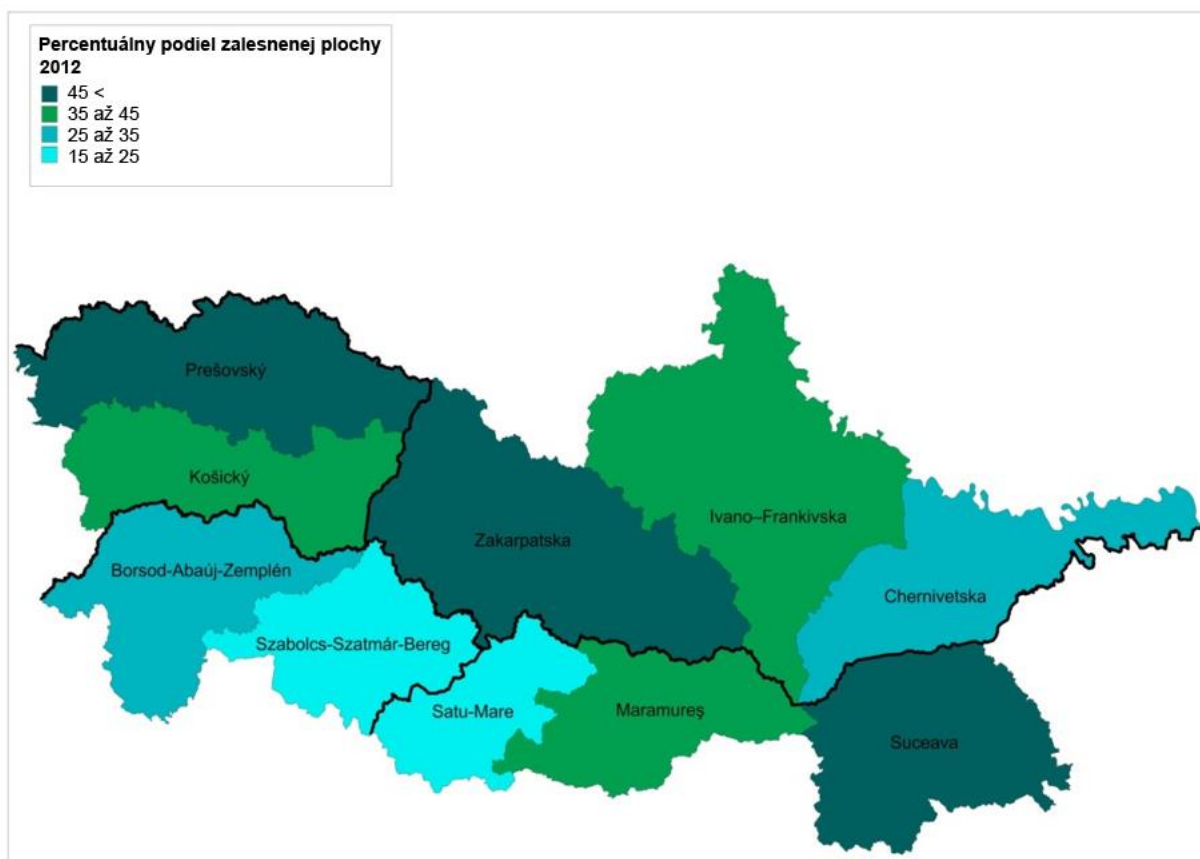 Percentuálny podiel zalesnenej plochy
2012
45 <
35 až 45
25 až 35
15 až 25
Prešovský
Košický
Ivano–Frankivska
Zakarpatska
Borsod-Abaúj-Zemplén
Chernivetska
Szabolcs-Szatmár-Bereg
Satu-Mare
Maramureş
Suceava